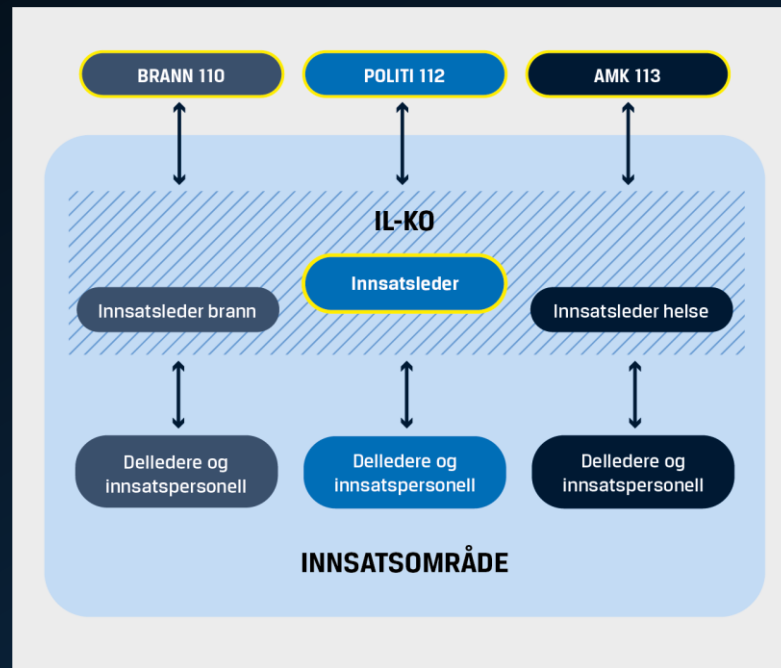 BRANN 110
POLITI 112
AMK 113
IL-KO
Innsatsleder
Innsatsleder brann
Innsatsleder helse
Delledere og
innsatspersonell
Delledere og
innsatspersonell
Delledere og
innsatspersonell
INNSATSOMRÅDE